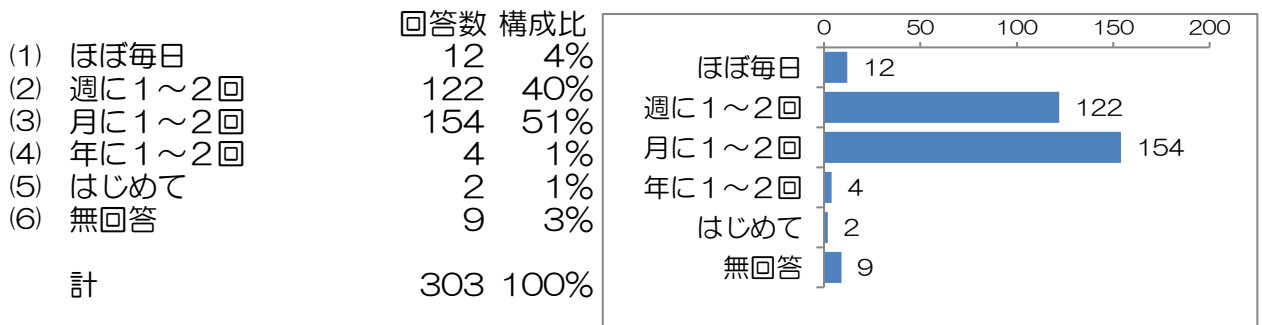 回答数 構成比
⑴ ほぼ毎日 12 4%
⑵ 週に１～２回 122 40%
⑶ 月に１～２回 154 51%
⑷ 年に１～２回 4 1%
⑸ はじめて 2 1%
⑹ 無回答 9 3%
計 303 100%
0 50 100 150 200
ほぼ毎日 12
週に１～２回 122
月に１～２回 154
年に１～２回 4
はじめて 2
無回答 9